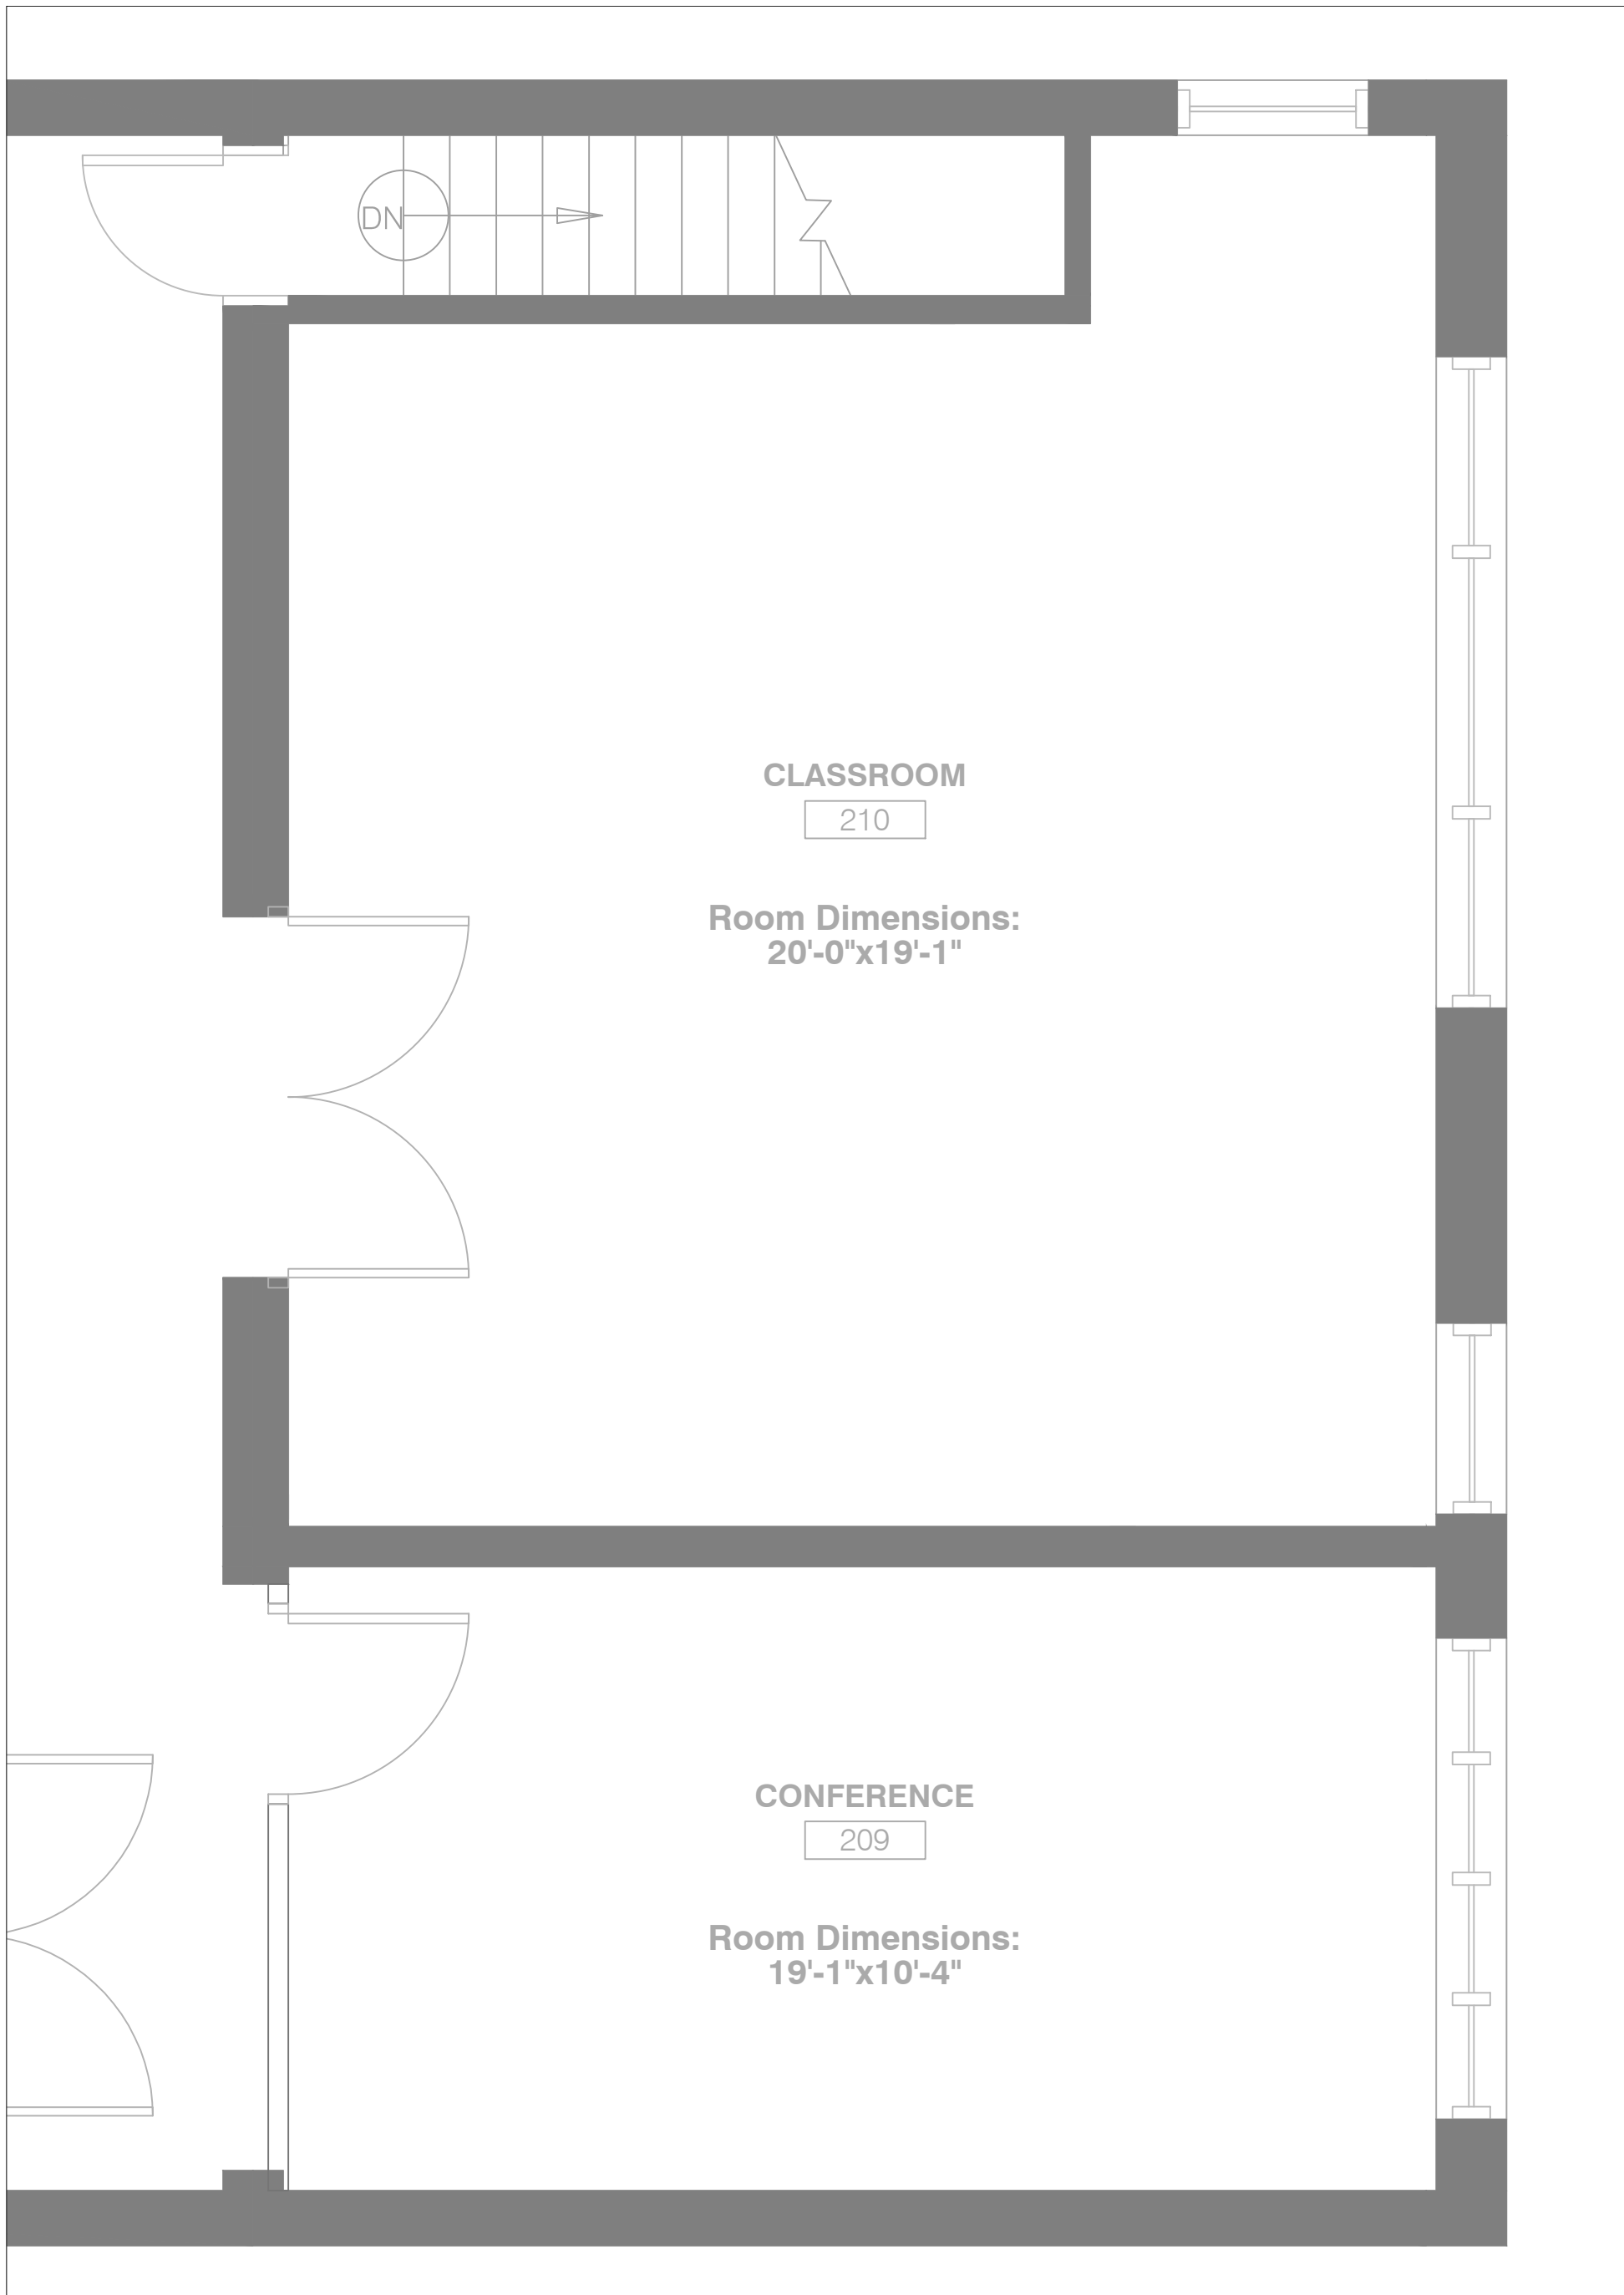 DN
CLASSROOM
210
Room Dimensions:
20'-0"x19'-1"
CONFERENCE
209
Room Dimensions:
19'-1"x10'-4"